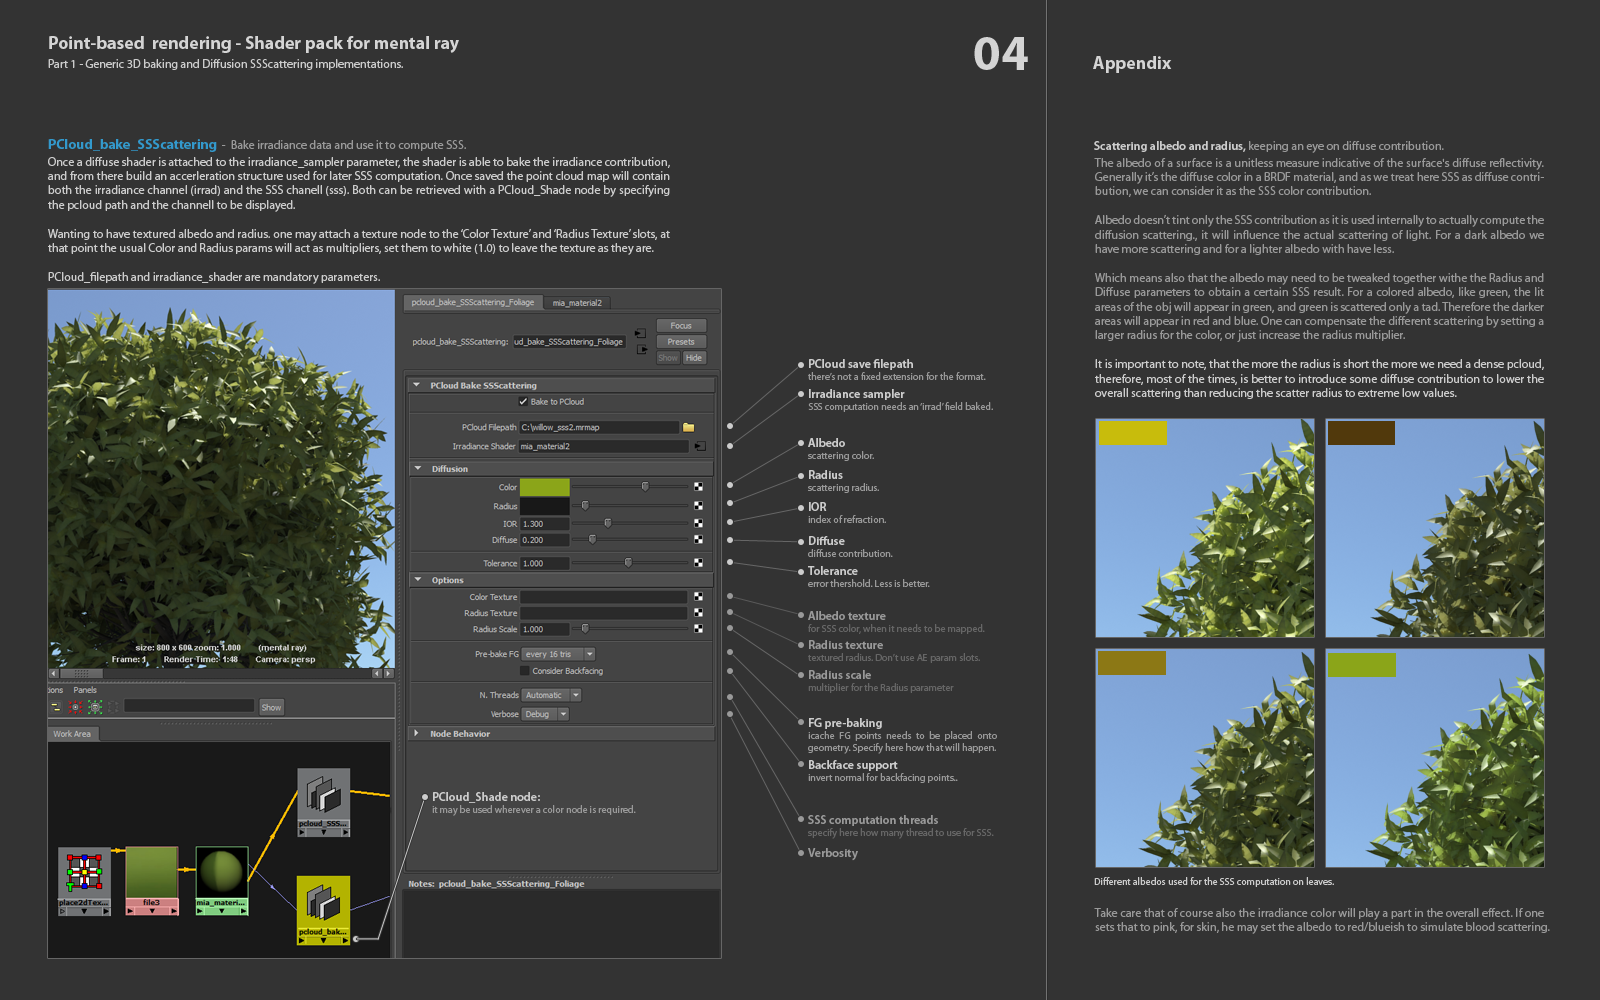 Point-based rendering - Shader pack for mental ray
Part 1 - Generic 3D baking and Diffusion SSScattering implementations.
04
PCloud_bake_SSScattering - Bake irradiance data and use it to compute SSS.
Once a diffuse shader is attached to the irradiance_sampler parameter, the shader is able to bake the irradiance contribution,
and from there build an accerleration structure used for later SSS computation. Once saved the point cloud map will contain
both the irradiance channel (irrad) and the SSS chanell (sss). Both can be retrieved with a PCloud_Shade node by specifying
the pcloud path and the channell to be displayed.
Wanting to have textured albedo and radius. one may attach a texture node to the 'Color Texture' and 'Radius Texture' slots, at
that point the usual Color and Radius params will act as multipliers, set them to white (1.0) to leave the texture as they are.
PCloud_filepath and irradiance_shader are mandatory parameters.
size: 800 x 600 zoom: 1.000 (mental ray)
Frame: 1 Render Time: 1:48 Camera: persp
ions Panels
Show
Work Area
place2dTex...
file3
mia_materi...
pcloud_SSS...
pcloud_bak...
pcloud_bake_SSScattering_Foliage
mia_material2
pcloud_bake_SSScattering: ud_bake_SSScattering_Foliage
Focus
Presets
Show Hide
PCloud Bake SSScattering
Bake to PCloud
PCloud Filepath C:\willow_sss2.mrmap
Irradiance Shader mia_material2
Diffusion
Color
Radius
IOR 1.300
Diffuse 0.200
Tolerance 1.000
Options
Color Texture
Radius Texture
Radius Scale 1.000
Pre-bake FG every 16 tris
Consider Backfacing
N. Threads Automatic
Verbose Debug
Node Behavior
PCloud_Shade node:
it may be used wherever a color node is required.
Notes: pcloud_bake_SSScattering_Foliage
PCloud save filepath
there's not a fixed extension for the format.
Irradiance sampler
SSS computation needs an 'irrad' field baked.
Albedo
scattering color.
Radius
scattering radius.
IOR
index of refraction.
Diffuse
diffuse contribution.
Tolerance
error thershold. Less is better.
Albedo texture
for SSS color, when it needs to be mapped.
Radius texture
textured radius. Don't use AE param slots.
Radius scale
multiplier for the Radius parameter
FG pre-baking
icache FG points needs to be placed onto
geometry. Specify here how that will happen.
Backface support
invert normal for backfacing points..
SSS computation threads
specify here how many thread to use for SSS.
Verbosity
Appendix
Scattering albedo and radius, keeping an eye on diffuse contribution.
The albedo of a surface is a unitless measure indicative of the surface's diffuse reflectivity.
Generally it's the diffuse color in a BRDF material, and as we treat here SSS as diffuse contri-
bution, we can consider it as the SSS color contribution.
Albedo doesn't tint only the SSS contribution as it is used internally to actually compute the
diffusion scattering., it will influence the actual scattering of light. For a dark albedo we
have more scattering and for a lighter albedo with have less.
Which means also that the albedo may need to be tweaked together withe the Radius and
Diffuse parameters to obtain a certain SSS result. For a colored albedo, like green, the lit
areas of the obj will appear in green, and green is scattered only a tad. Therefore the darker
areas will appear in red and blue. One can compensate the different scattering by setting a
larger radius for the color, or just increase the radius multiplier.
It is important to note, that the more the radius is short the more we need a dense pcloud,
therefore, most of the times, is better to introduce some diffuse contribution to lower the
overall scattering than reducing the scatter radius to extreme low values.
Different albedos used for the SSS computation on leaves.
Take care that of course also the irradiance color will play a part in the overall effect. If one
sets that to pink, for skin, he may set the albedo to red/blueish to simulate blood scattering.